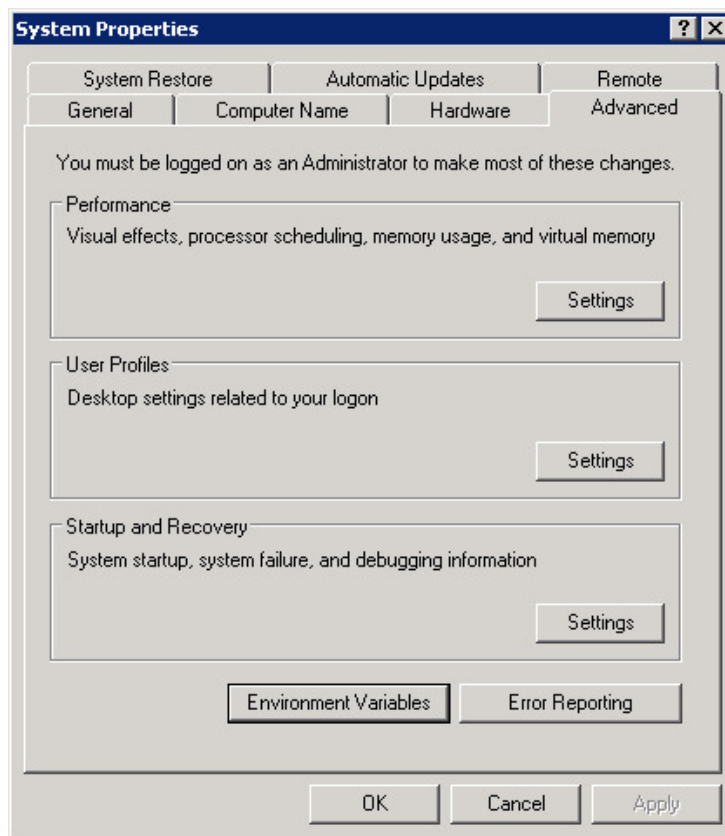 System Properties
System Restore Automatic Updates Remote
General Computer Name Hardware Advanced
You must be logged on as an Administrator to make most of these changes.
Performance
Visual effects, processor scheduling, memory usage, and virtual memory
Settings
User Profiles
Desktop settings related to your logon
Settings
Startup and Recovery
System startup, system failure, and debugging information
Settings
Environment Variables Error Reporting
OK Cancel Apply